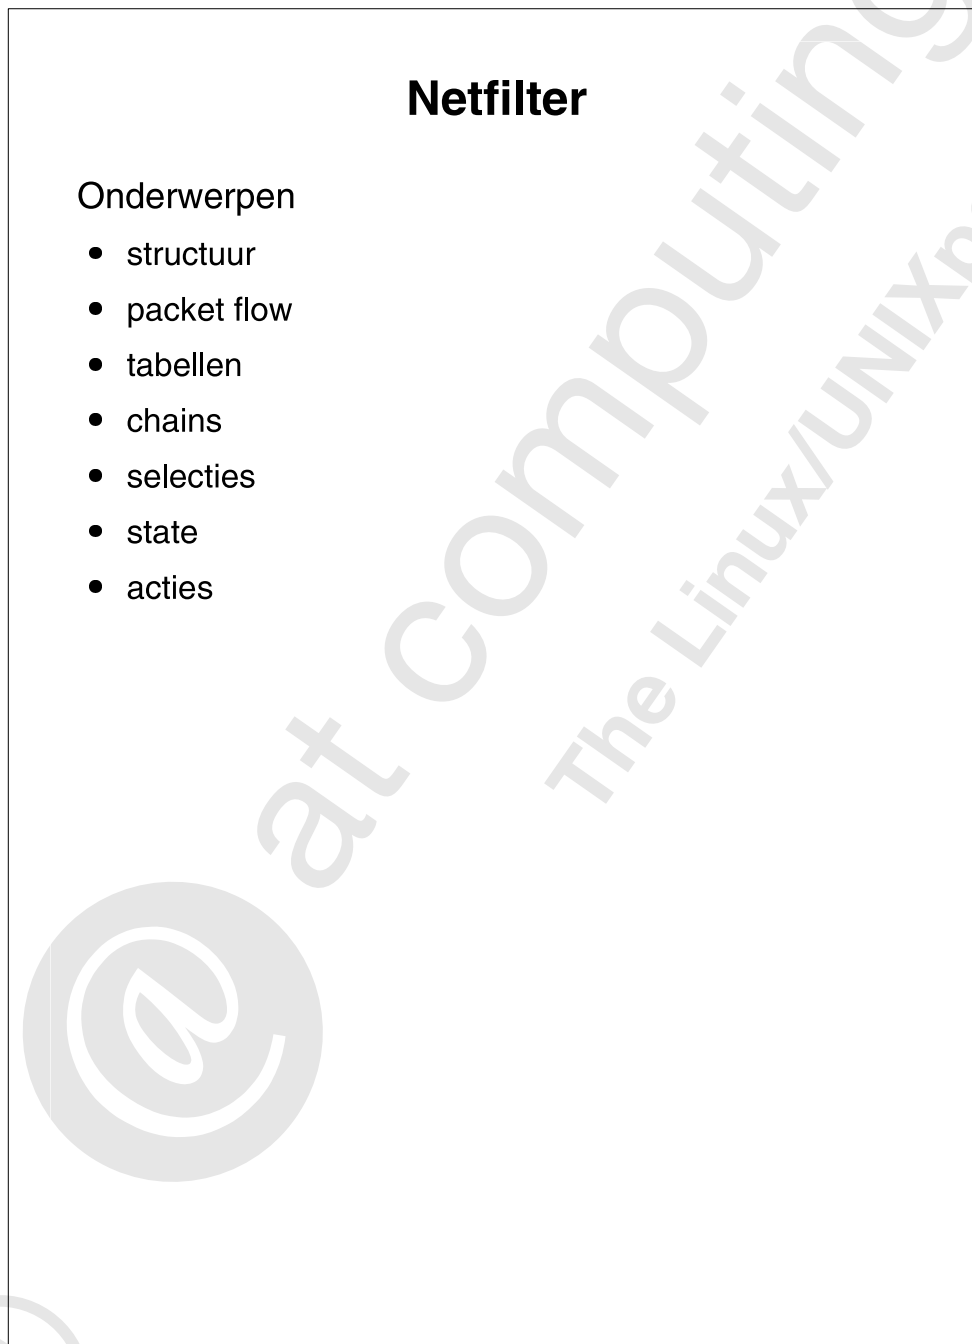 Netfilter
Onderwerpen
• structuur
• packet flow
• tabellen
• chains
• selecties
• state
• acties
at computing
The Linux/UNIX